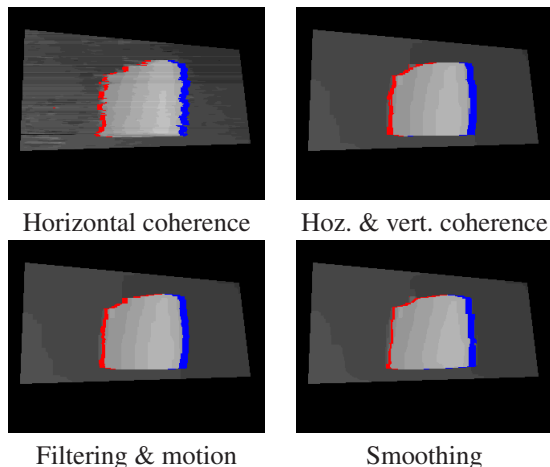 Horizontal coherence
Hoz. & vert. coherence
Filtering & motion
Smoothing